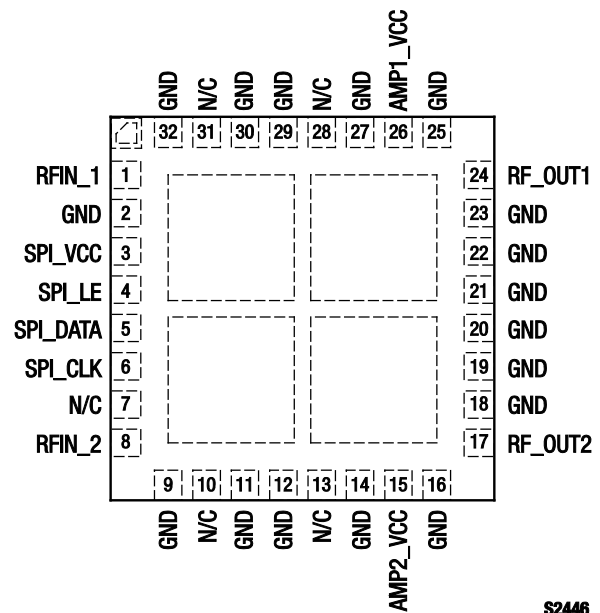 GND N/C GND GND N/C GND AMP1_VCC GND
32 31 30 29 28 27 26 25
RFIN_1 1 24 RF_OUT1
GND 2 23 GND
SPI_VCC 3 22 GND
SPI_LE 4 21 GND
SPI_DATA 5 20 GND
SPI_CLK 6 19 GND
N/C 7 18 GND
RFIN_2 8 17 RF_OUT2
9 10 11 12 13 14 15 16
GND N/C GND GND N/C GND AMP2_VCC GND
S2446